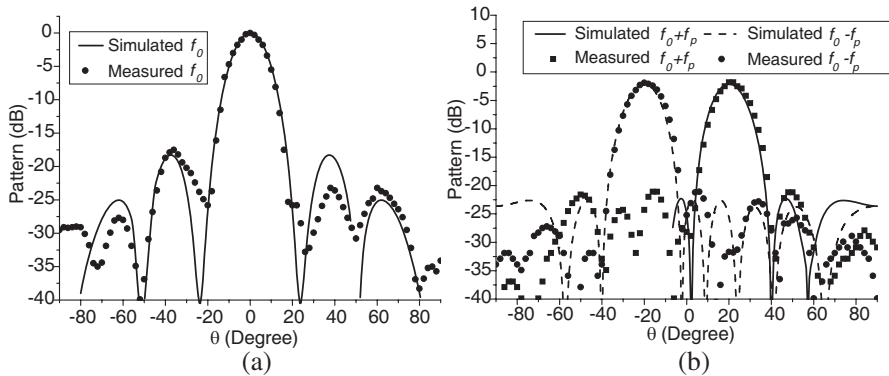 0
-5
-10
-15
-20
-25
-30
-35
-40
Pattern (dB)
Simulated f0
Measured f0
-80 -60 -40 -20 0 20 40 60 80
θ (Degree)
(a)
10
5
0
-5
-10
-15
-20
-25
-30
-35
-40
Pattern (dB)
Simulated f0+fp Simulated f0-fp
Measured f0+fp Measured f0-fp
-80 -60 -40 -20 0 20 40 60 80
θ (Degree)
(b)